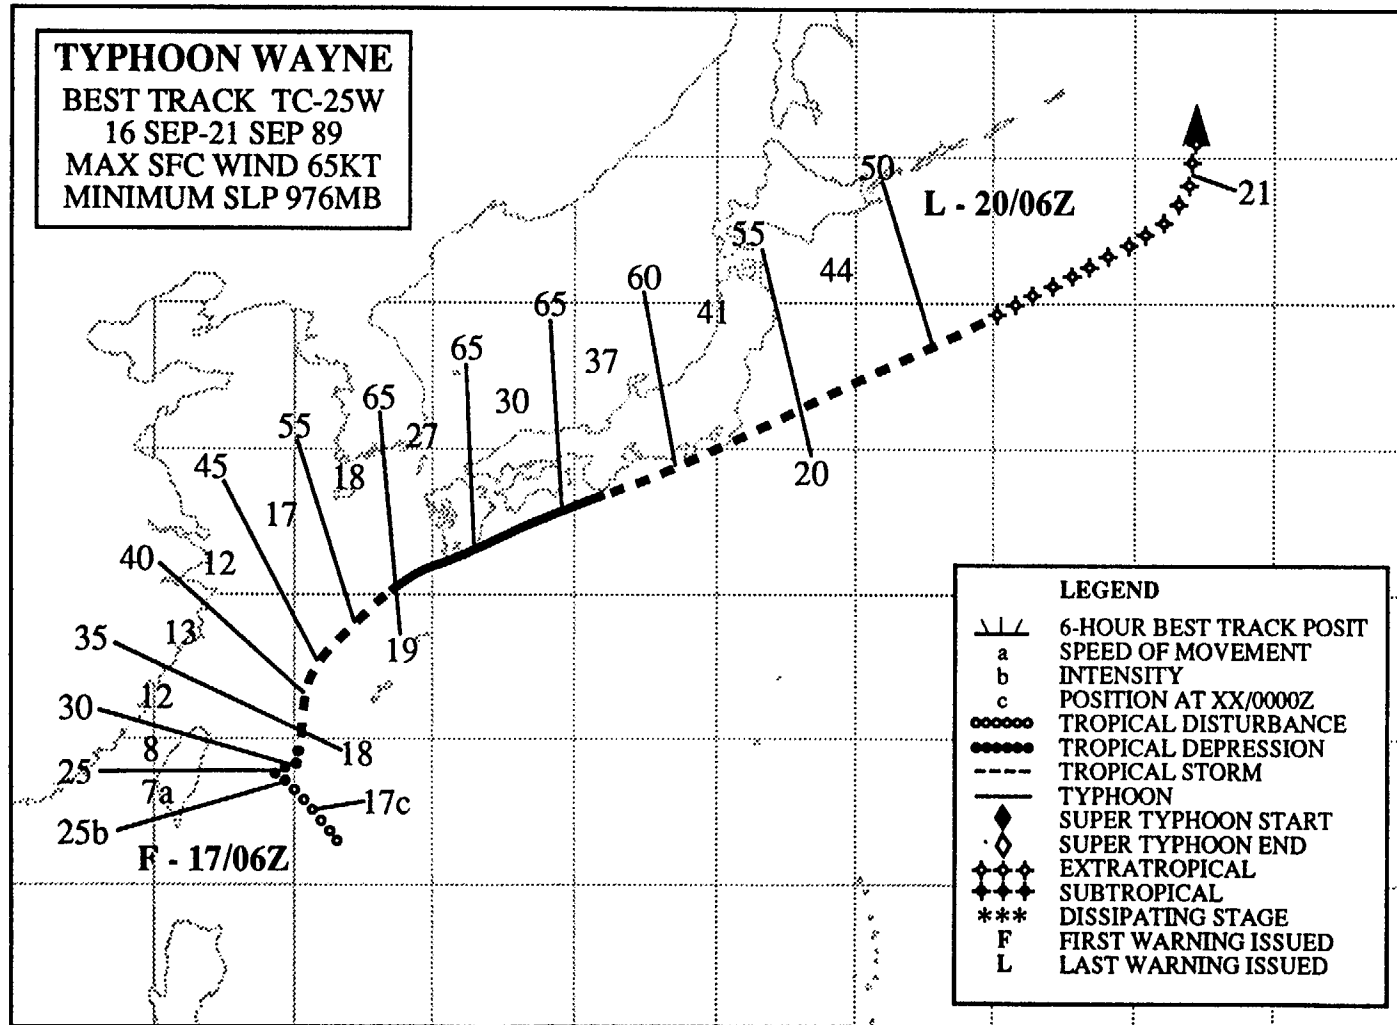 TYPHOON WAYNE
BEST TRACK TC-25W
16 SEP-21 SEP 89
MAX SFC WIND 65KT
MINIMUM SLP 976MB
50
L - 20/06Z
21
55
44
60
41
65
37
65
30
65
27
55
18
45
17
20
40
12
35
13
19
30
12
18
25
8
7a
17c
25b
F - 17/06Z
LEGEND
6-HOUR BEST TRACK POSIT
a SPEED OF MOVEMENT
b INTENSITY
c POSITION AT XX/0000Z
TROPICAL DISTURBANCE
TROPICAL DEPRESSION
TROPICAL STORM
TYPHOON
SUPER TYPHOON START
SUPER TYPHOON END
EXTRATROPICAL
SUBTROPICAL
*** DISSIPATING STAGE
F FIRST WARNING ISSUED
L LAST WARNING ISSUED